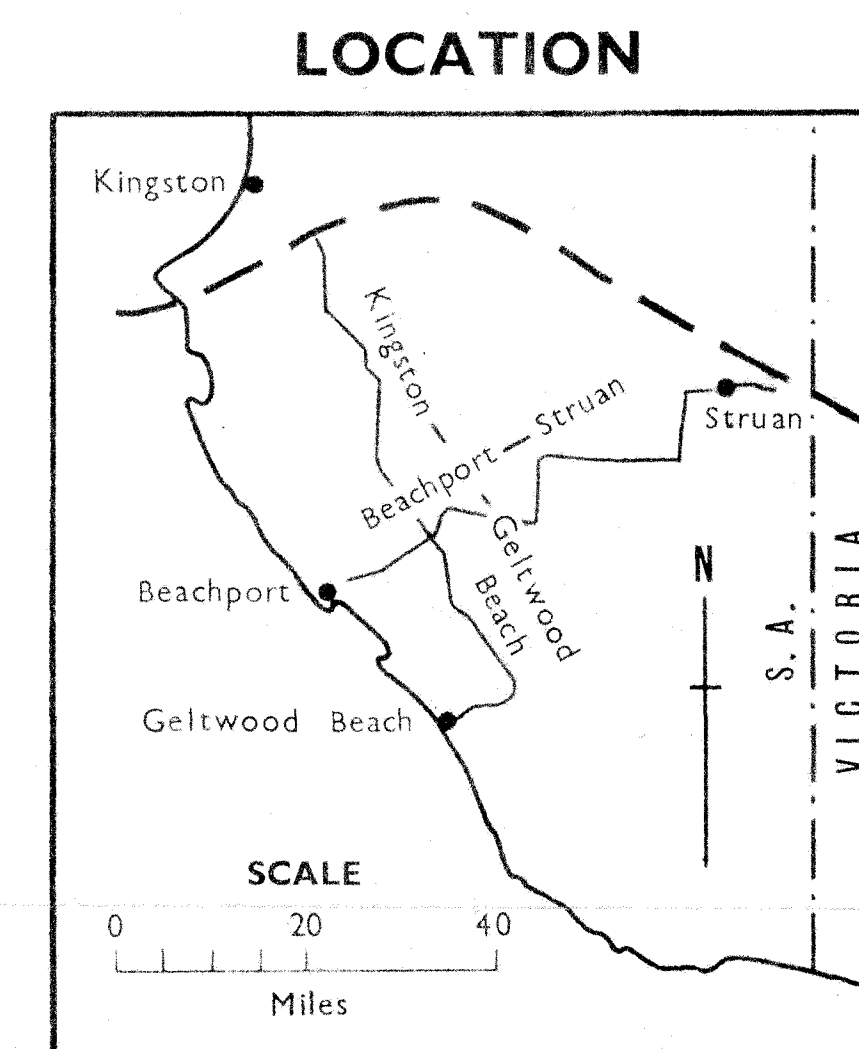 LOCATION
Kingston
Kingston — Geltwood Beach
Beachport — Struan
Struan
Beachport
N
S.A.
VICTORIA
Geltwood Beach
SCALE
0 20 40
Miles